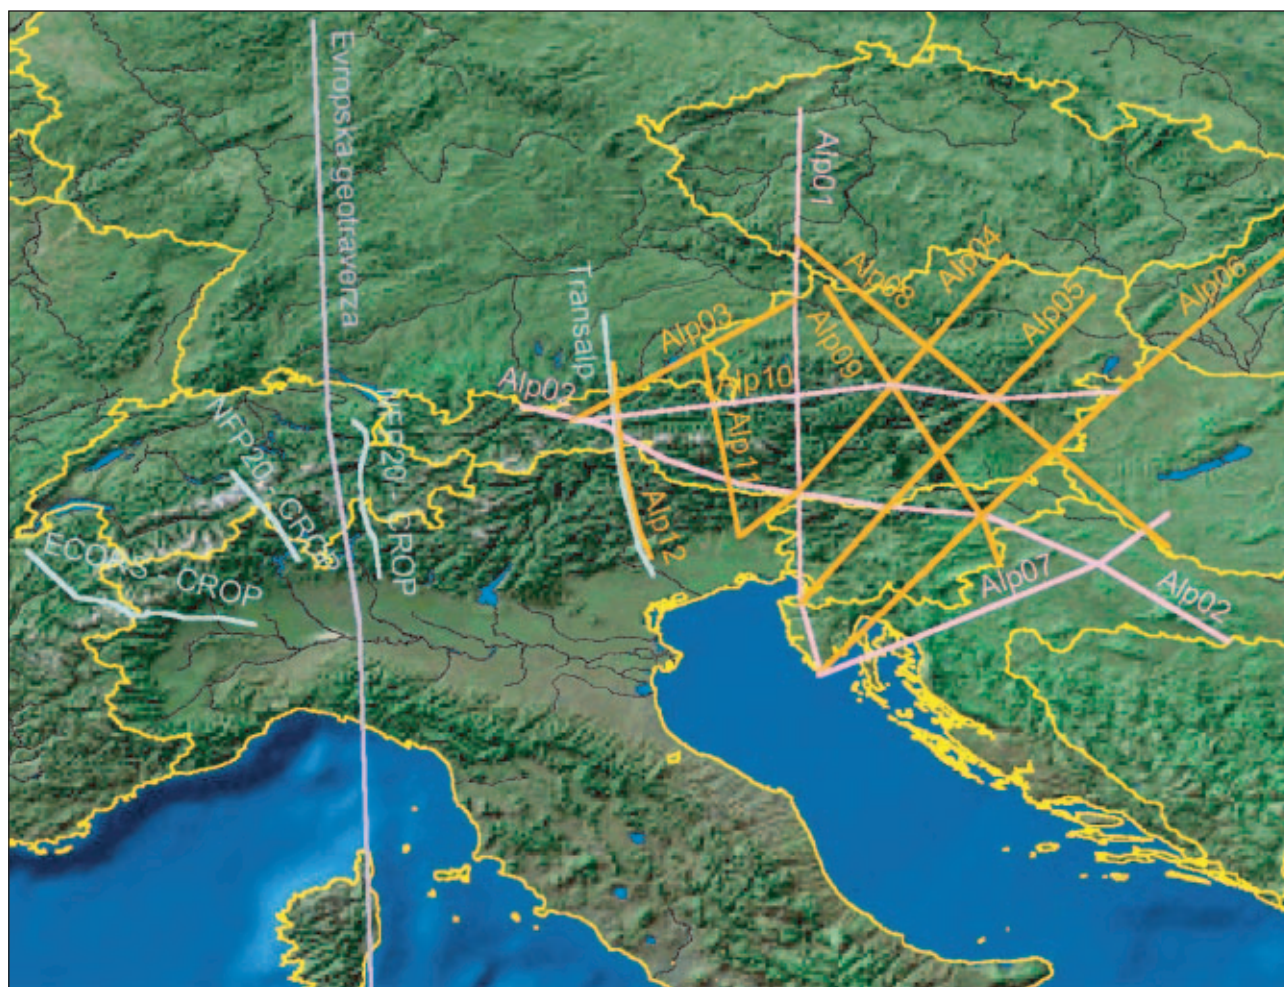 Evropska geotraverza
Alp01
Alp04
Alp08
Alp06
Transalp
Alp05
Alp03
Alp09
Alp02
Alp10
NFP20 - CROP
NFP20 - CROP
Alp11
Alp12
ECORS - CROP
Alp07
Alp02